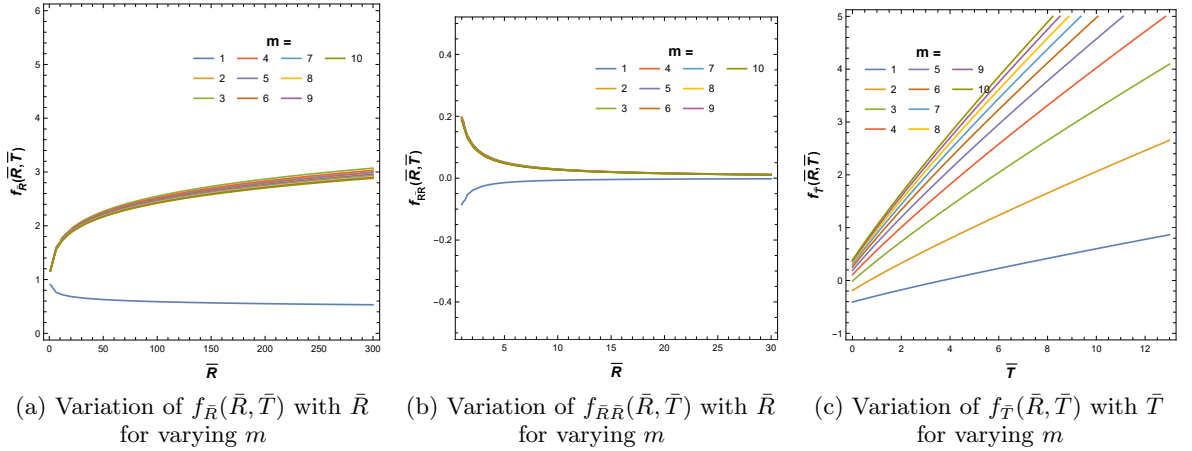 m =
1 4 7 10
2 5 8
3 6 9
6
5
4
3
2
1
0
0 50 100 150 200 250 300
R̄
f_R̄(R̄,T̄)
(a) Variation of f_R̄(R̄, T̄) with R̄
for varying m
m =
1 4 7 10
2 5 8
3 6 9
0.4
0.2
0.0
−0.2
−0.4
5 10 15 20 25 30
R̄
f_R̄R̄(R̄,T̄)
(b) Variation of f_R̄R̄(R̄, T̄) with R̄
for varying m
m =
1 5 9
2 6 10
3 7
4 8
5
4
3
2
1
0
−1
0 2 4 6 8 10 12
T̄
f_T̄(R̄,T̄)
(c) Variation of f_T̄(R̄, T̄) with T̄
for varying m